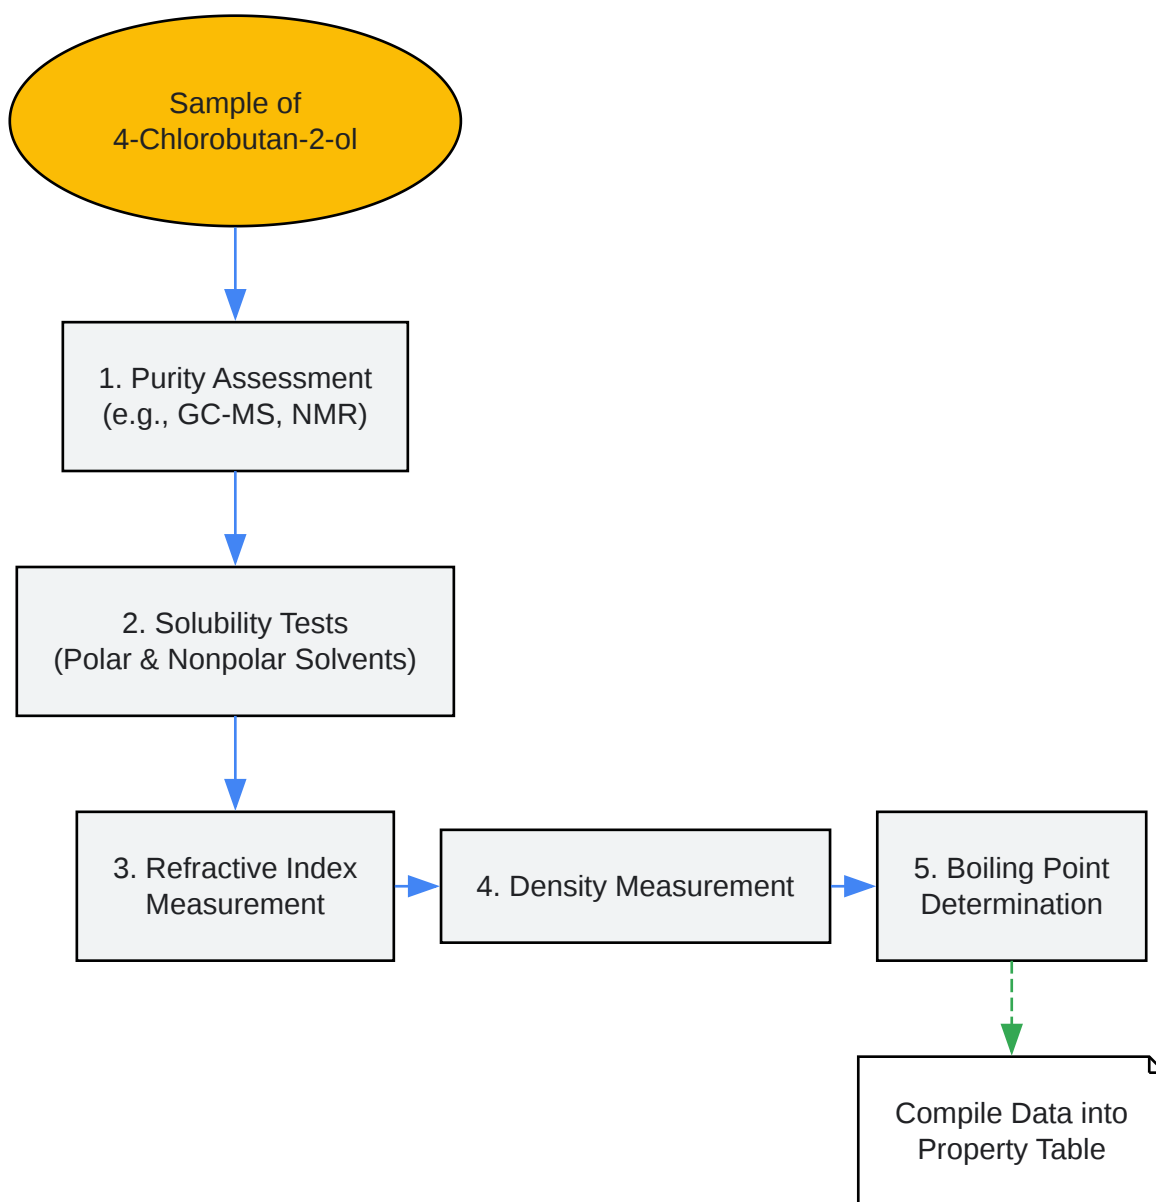 Sample of
4-Chlorobutan-2-ol
1. Purity Assessment
(e.g., GC-MS, NMR)
2. Solubility Tests
(Polar & Nonpolar Solvents)
3. Refractive Index
Measurement
4. Density Measurement
5. Boiling Point
Determination
Compile Data into
Property Table